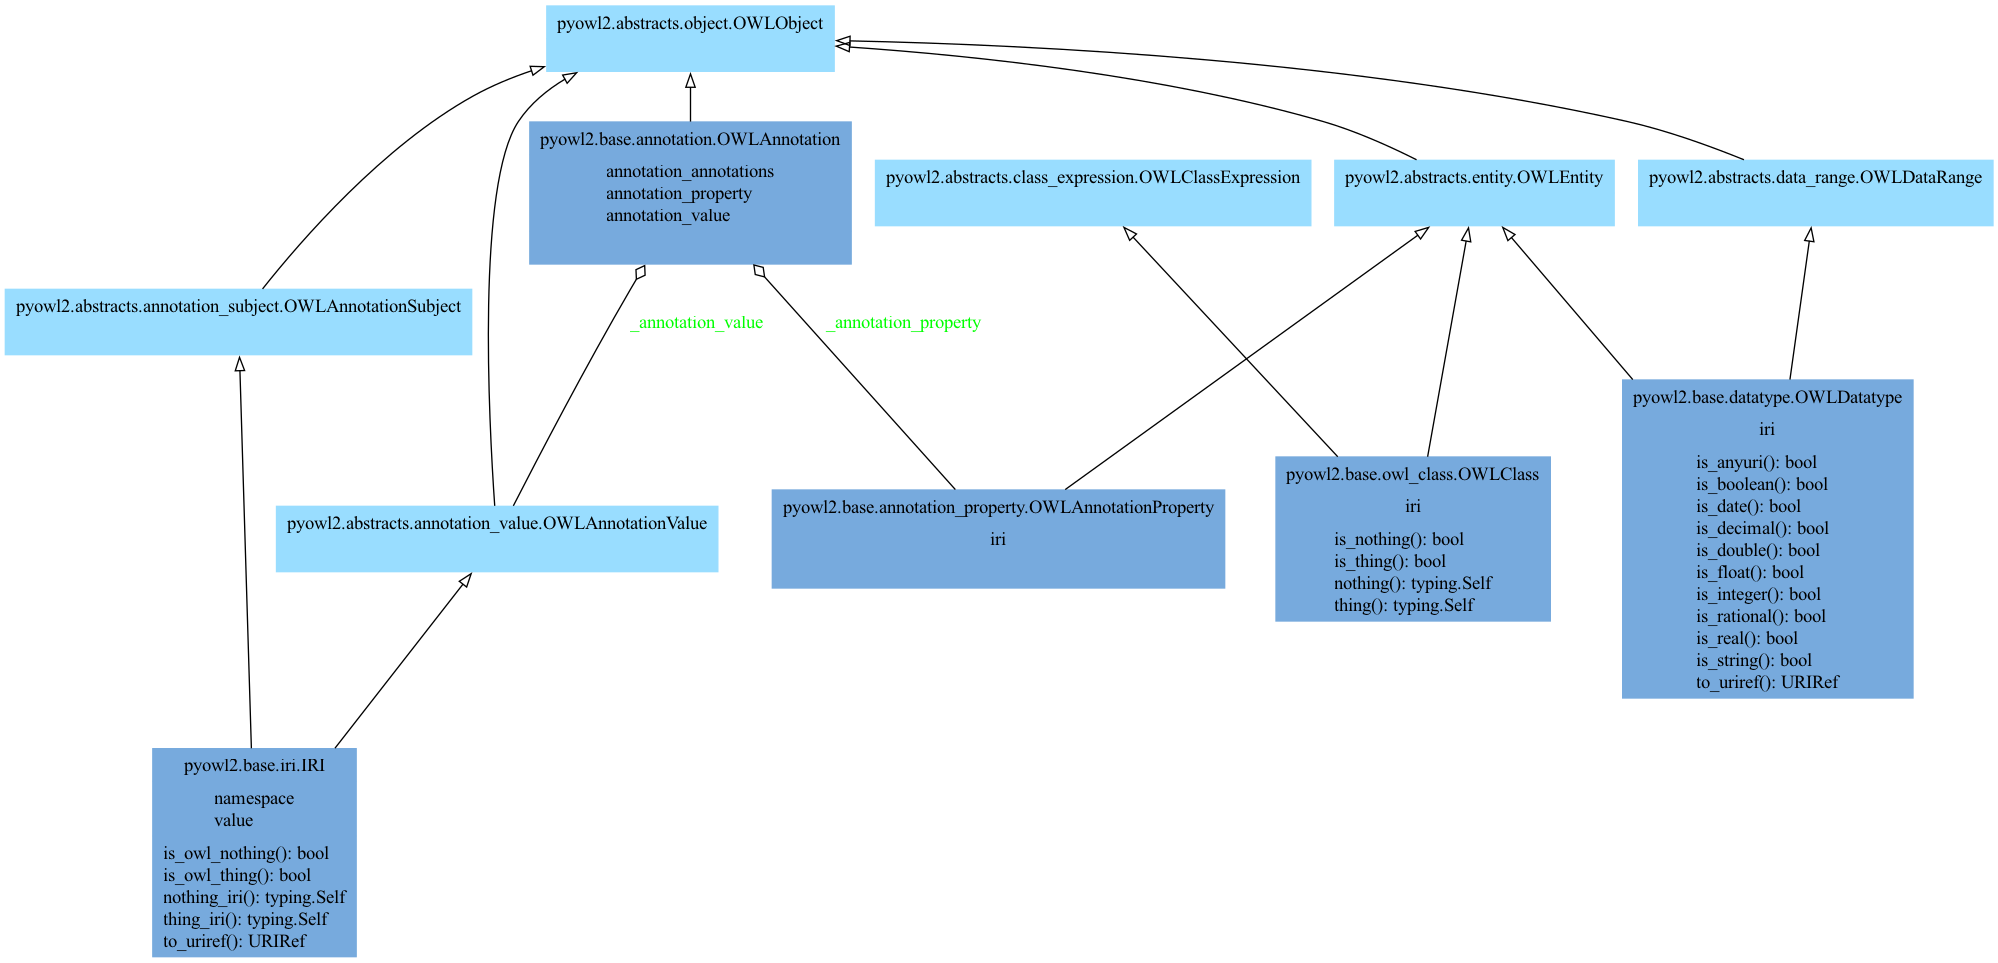 pyowl2.abstracts.object.OWLObject
pyowl2.base.annotation.OWLAnnotation
annotation_annotations
annotation_property
annotation_value
pyowl2.abstracts.class_expression.OWLClassExpression
pyowl2.abstracts.entity.OWLEntity
pyowl2.abstracts.data_range.OWLDataRange
pyowl2.abstracts.annotation_subject.OWLAnnotationSubject
_annotation_value
_annotation_property
pyowl2.abstracts.annotation_value.OWLAnnotationValue
pyowl2.base.annotation_property.OWLAnnotationProperty
iri
pyowl2.base.owl_class.OWLClass
iri
is_nothing(): bool
is_thing(): bool
nothing(): typing.Self
thing(): typing.Self
pyowl2.base.datatype.OWLDatatype
iri
is_anyuri(): bool
is_boolean(): bool
is_date(): bool
is_decimal(): bool
is_double(): bool
is_float(): bool
is_integer(): bool
is_rational(): bool
is_real(): bool
is_string(): bool
to_uriref(): URIRef
pyowl2.base.iri.IRI
namespace
value
is_owl_nothing(): bool
is_owl_thing(): bool
nothing_iri(): typing.Self
thing_iri(): typing.Self
to_uriref(): URIRef